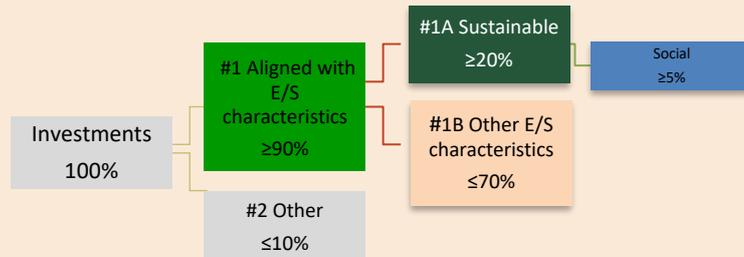 Investments
100%
#1 Aligned with
E/S
characteristics
≥90%
#2 Other
≤10%
#1A Sustainable
≥20%
#1B Other E/S
characteristics
≤70%
Social
≥5%